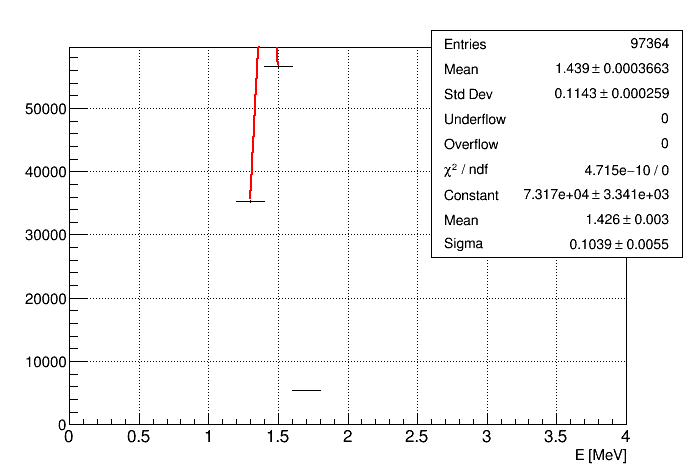 Entries 97364
Mean 1.439 ± 0.0003663
Std Dev 0.1143 ± 0.000259
Underflow 0
Overflow 0
χ² / ndf 4.715e−10 / 0
Constant 7.317e+04 ± 3.341e+03
Mean 1.426 ± 0.003
Sigma 0.1039 ± 0.0055
50000
40000
30000
20000
10000
0
0 0.5 1 1.5 2 2.5 3 3.5 4
E [MeV]